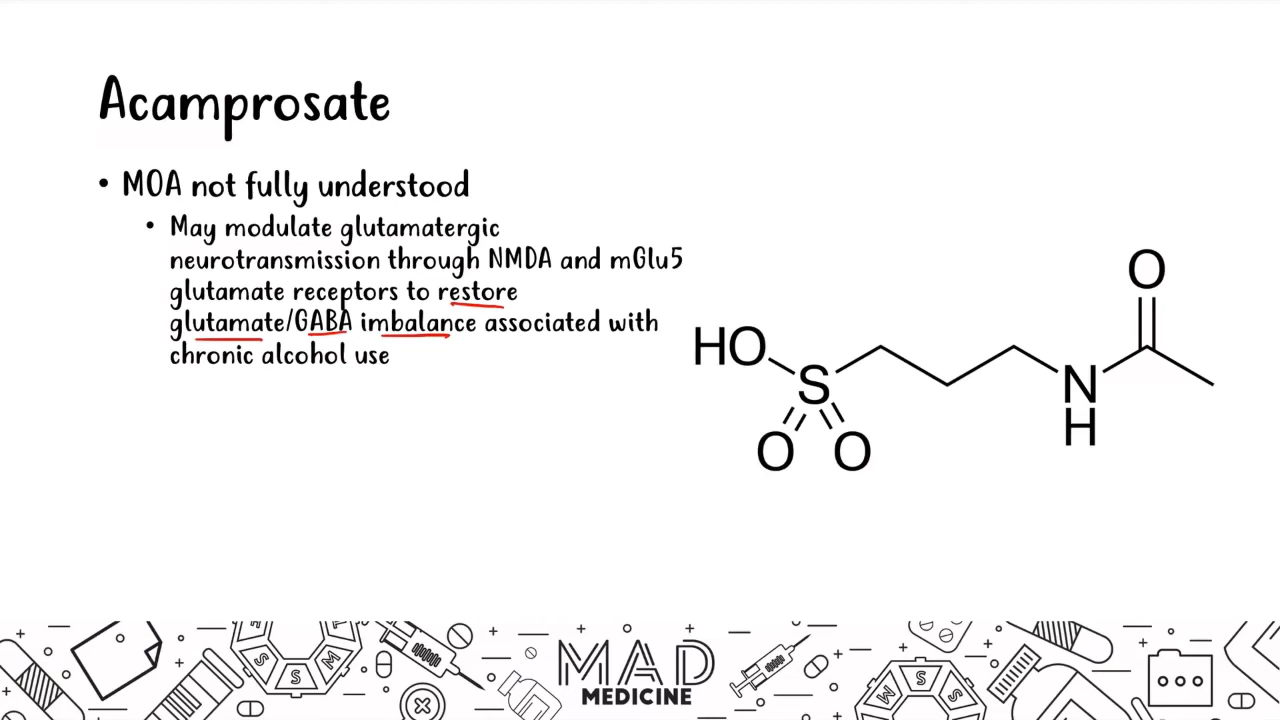 Acamprosate
• MOA not fully understood
• May modulate glutamatergic
neurotransmission through NMDA and mGlu5
glutamate receptors to restore
glutamate/GABA imbalance associated with
chronic alcohol use
O
HO
S
N
H
O O
MAD
MEDICINE
S
S
M
M
S
S